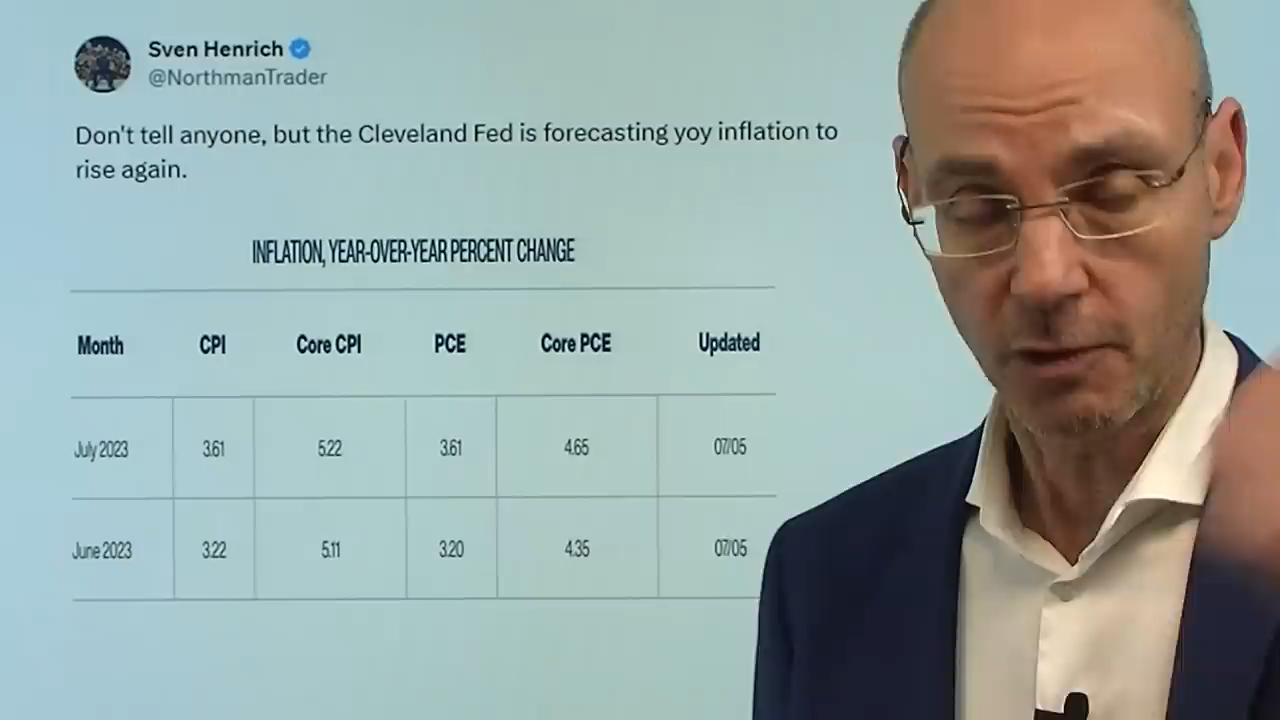 Sven Henrich
@NorthmanTrader
Don't tell anyone, but the Cleveland Fed is forecasting yoy inflation to
rise again.
INFLATION, YEAR-OVER-YEAR PERCENT CHANGE
Month CPI Core CPI PCE Core PCE Updated
July 2023 3.61 5.22 3.61 4.65 07/05
June 2023 3.22 5.11 3.20 4.35 07/05